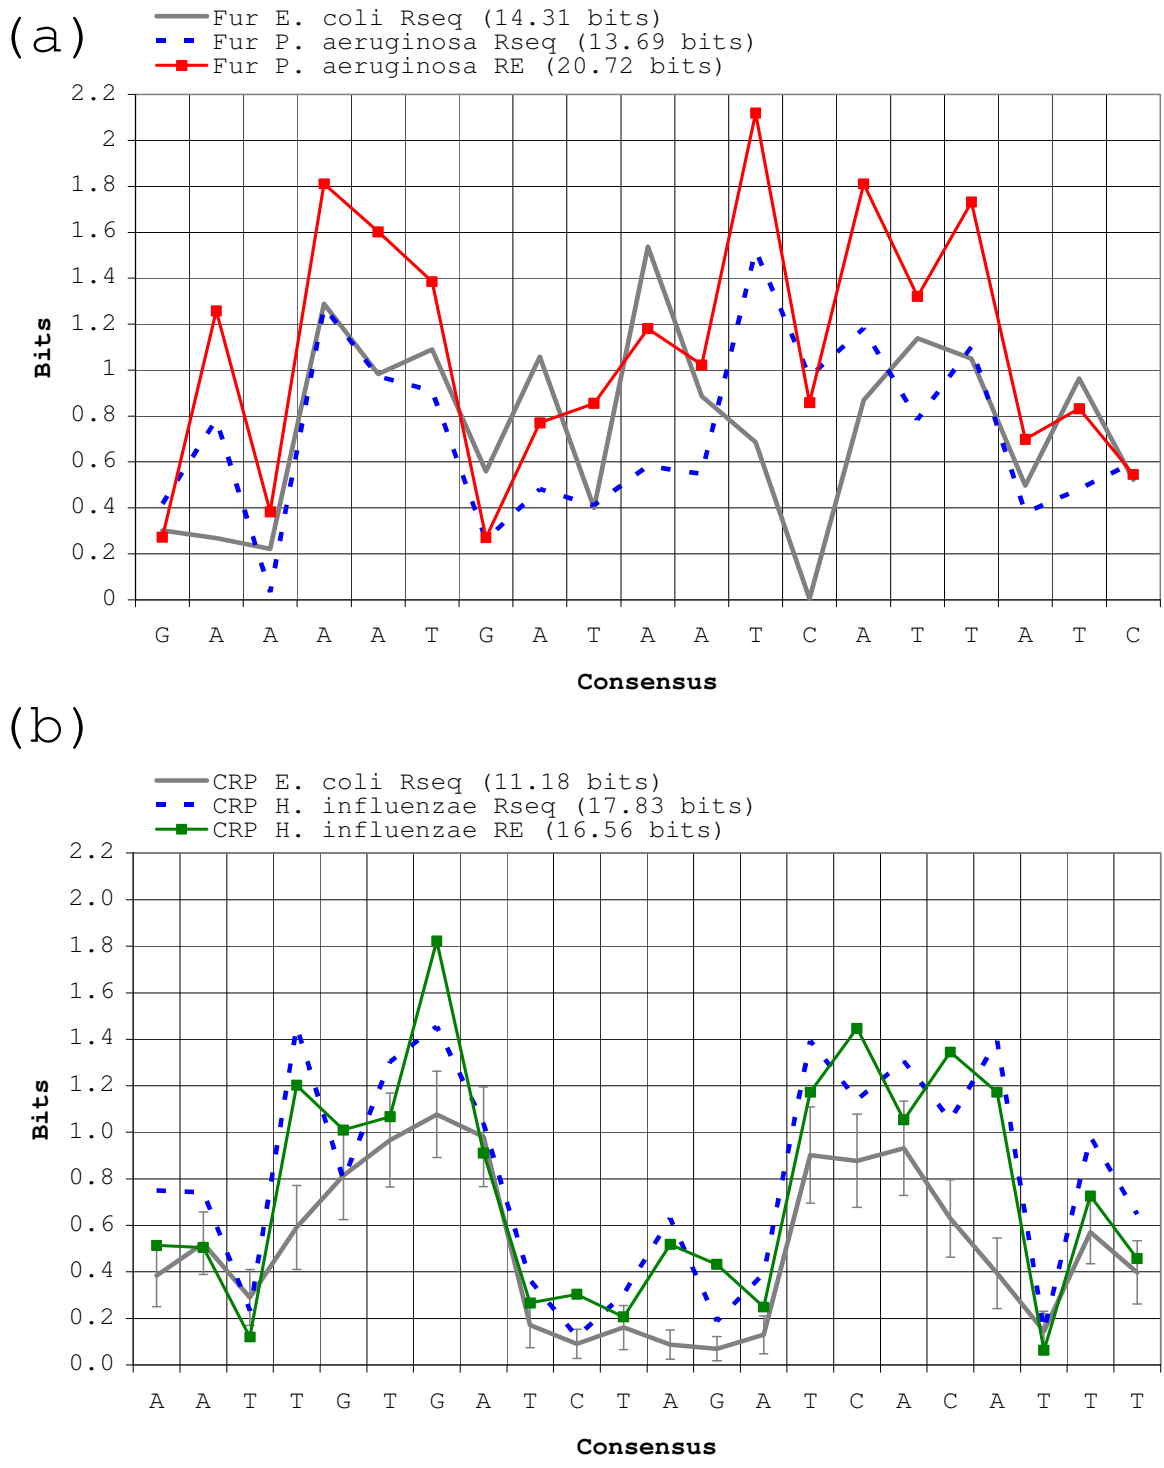 (a)
Fur E. coli Rseq (14.31 bits)
Fur P. aeruginosa Rseq (13.69 bits)
Fur P. aeruginosa RE (20.72 bits)
2.2
2
1.8
1.6
1.4
1.2
1
0.8
0.6
0.4
0.2
0
Bits
G A A A A T G A T A A T C A T T A T C
Consensus
(b)
CRP E. coli Rseq (11.18 bits)
CRP H. influenzae Rseq (17.83 bits)
CRP H. influenzae RE (16.56 bits)
2.2
2.0
1.8
1.6
1.4
1.2
1.0
0.8
0.6
0.4
0.2
0.0
Bits
A A T T G T G A T C T A G A T C A C A T T T
Consensus